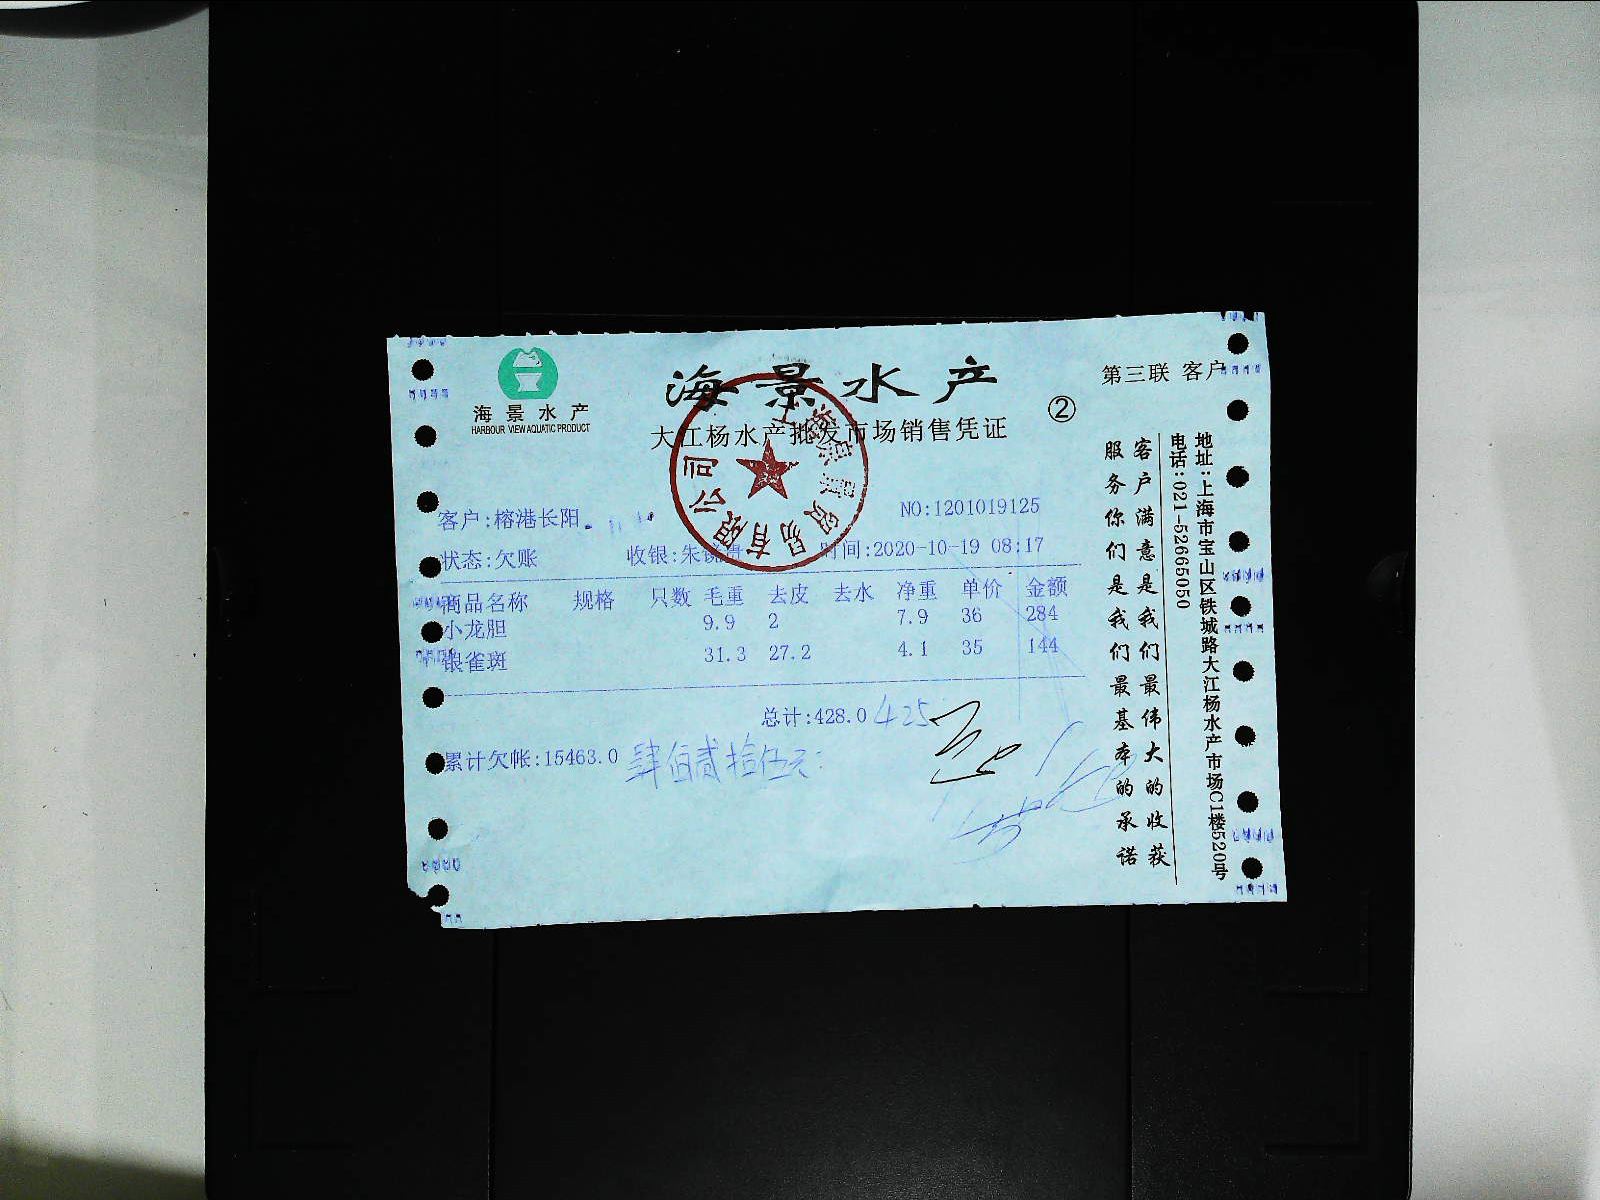 海景水产
HARBOUR VIEW AQUATIC PRODUCT
海景水产
大江杨水产批发市场销售凭证
②
第三联 客户
客户:榕港长阳
NO:1201019125
状态:欠账 收银:朱 时间:2020-10-19 08:17
商品名称 规格 只数 毛重 去皮 去水 净重 单价 金额
小龙胆 9.9 2 7.9 36 284
银雀斑 31.3 27.2 4.1 35 144
总计:428.0 425
累计欠帐:15463.0 肆佰贰拾伍元
贸易有限公司
客户满意是我们最伟大的收获
服务你们是我们最基本的承诺
地址:上海市宝山区铁城路大江杨水产市场C1楼520号
电话:021-52665050